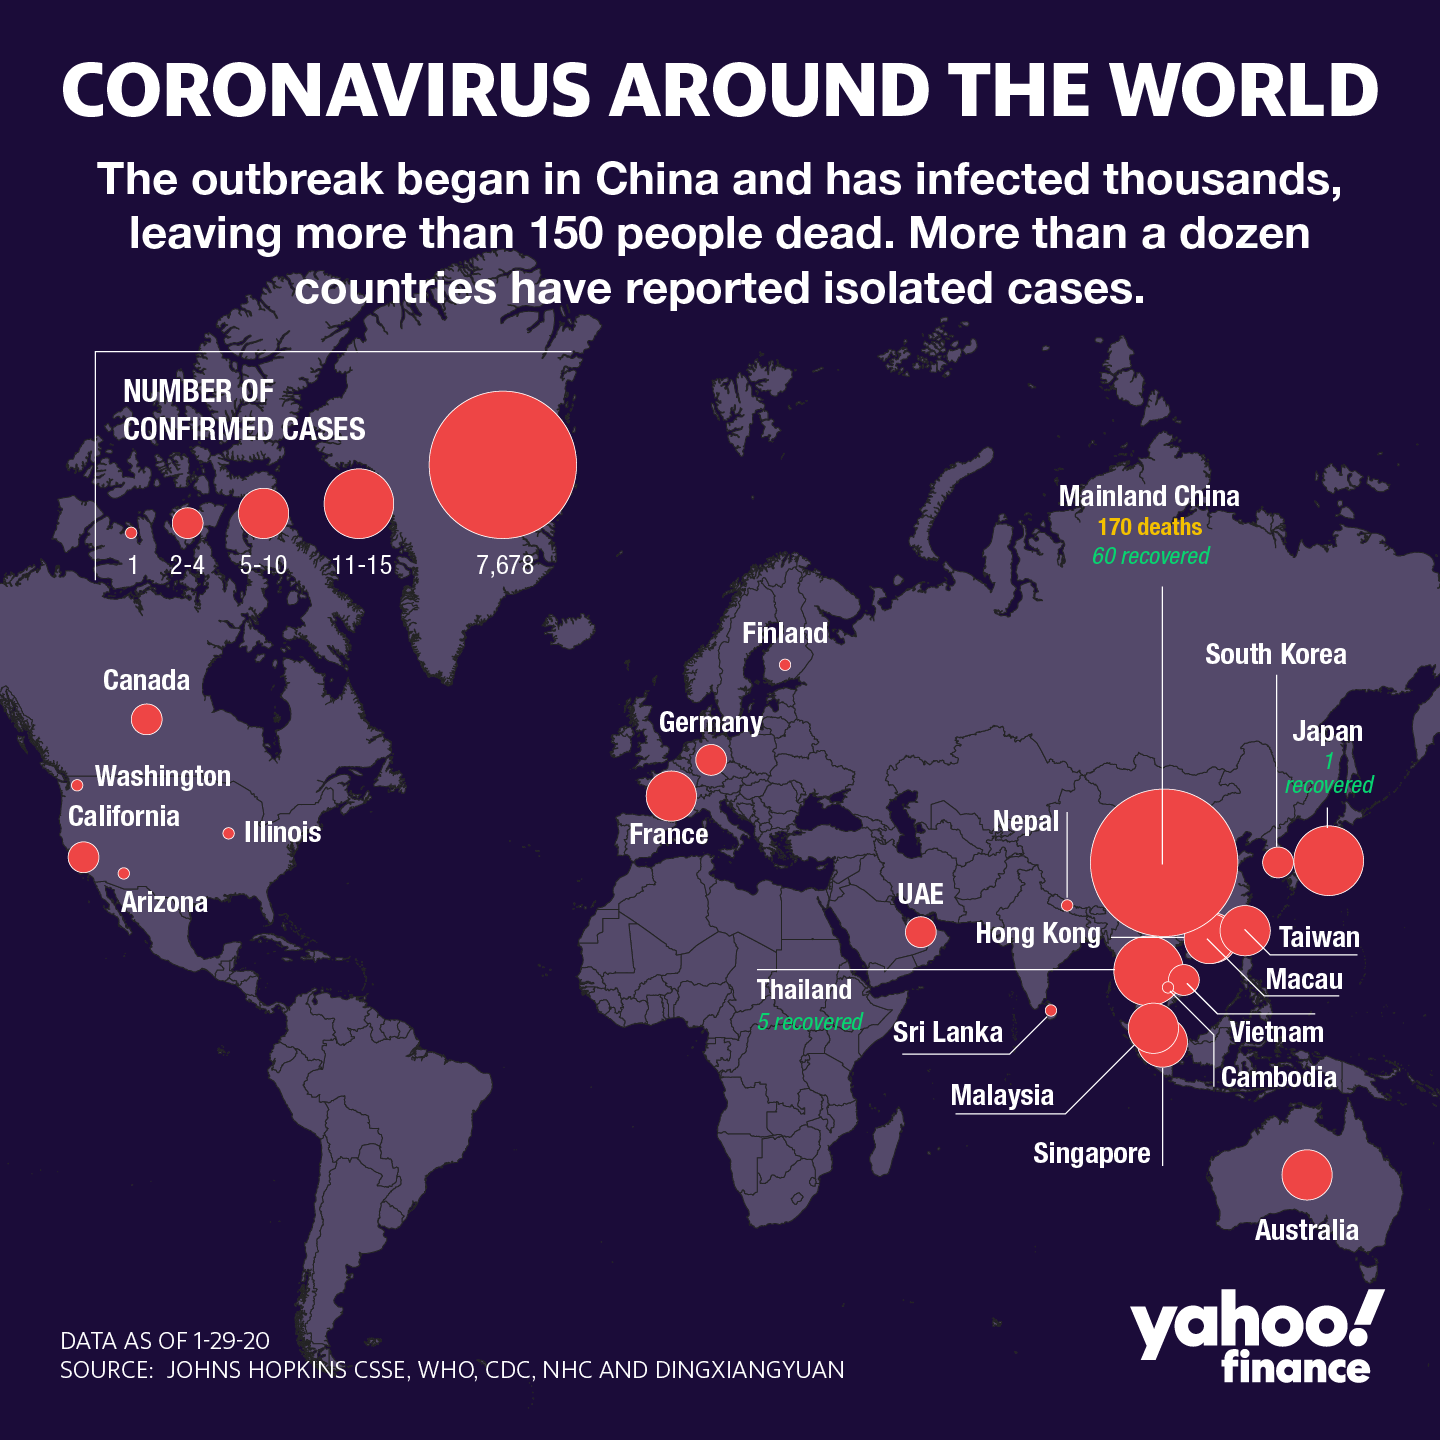 CORONAVIRUS AROUND THE WORLD
The outbreak began in China and has infected thousands,
leaving more than 150 people dead. More than a dozen
countries have reported isolated cases.
NUMBER OF
CONFIRMED CASES
1
2-4
5-10
11-15
7,678
Mainland China
170 deaths
60 recovered
Finland
South Korea
Canada
Germany
Japan
1
recovered
Washington
California
Illinois
France
Nepal
Arizona
UAE
Hong Kong
Taiwan
Macau
Thailand
5 recovered
Sri Lanka
Vietnam
Cambodia
Malaysia
Singapore
Australia
DATA AS OF 1-29-20
SOURCE: JOHNS HOPKINS CSSE, WHO, CDC, NHC AND DINGXIANGYUAN
yahoo!
finance